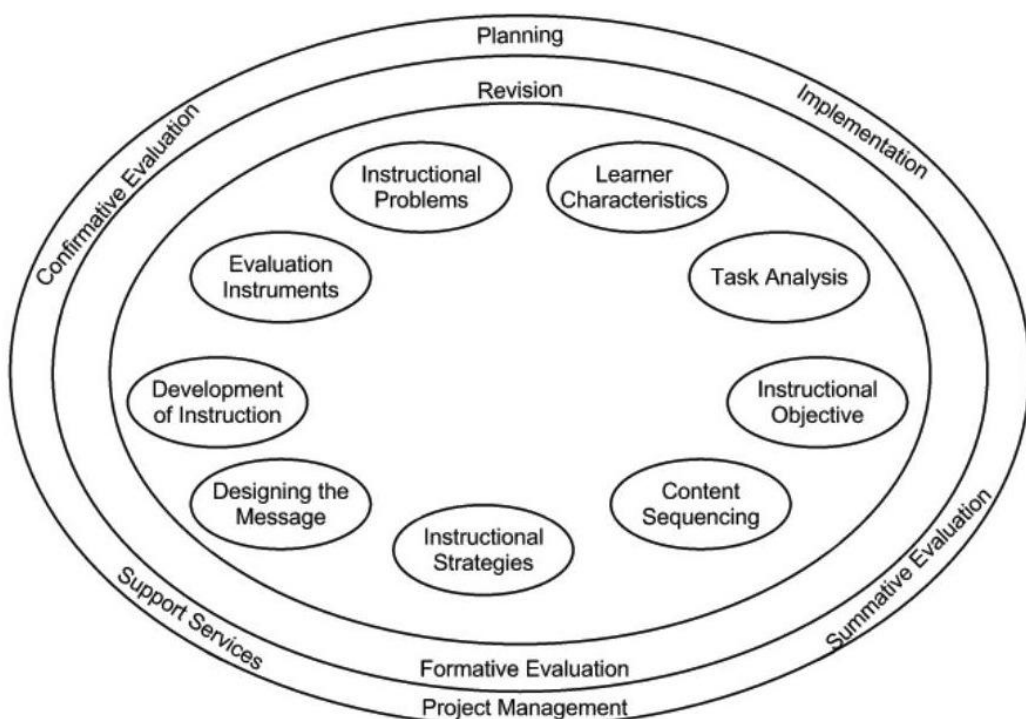 Planning
Implementation
Confirmative Evaluation
Revision
Instructional
Problems
Learner
Characteristics
Evaluation
Instruments
Task Analysis
Development
of Instruction
Instructional
Objective
Designing the
Message
Content
Sequencing
Instructional
Strategies
Support Services
Summative Evaluation
Formative Evaluation
Project Management